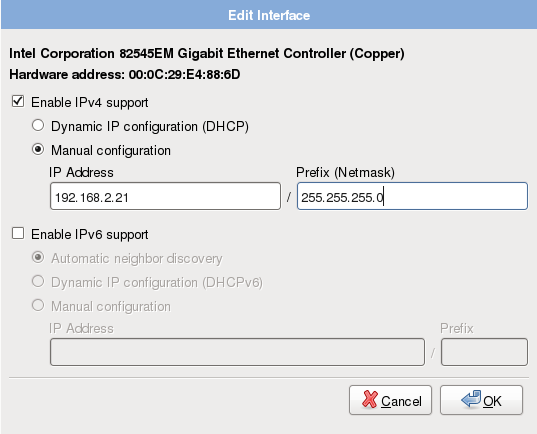 Edit Interface
Intel Corporation 82545EM Gigabit Ethernet Controller (Copper)
Hardware address: 00:0C:29:E4:88:6D
Enable IPv4 support
Dynamic IP configuration (DHCP)
Manual configuration
IP Address Prefix (Netmask)
192.168.2.21 / 255.255.255.0
Enable IPv6 support
Automatic neighbor discovery
Dynamic IP configuration (DHCPv6)
Manual configuration
IP Address Prefix
/
Cancel OK